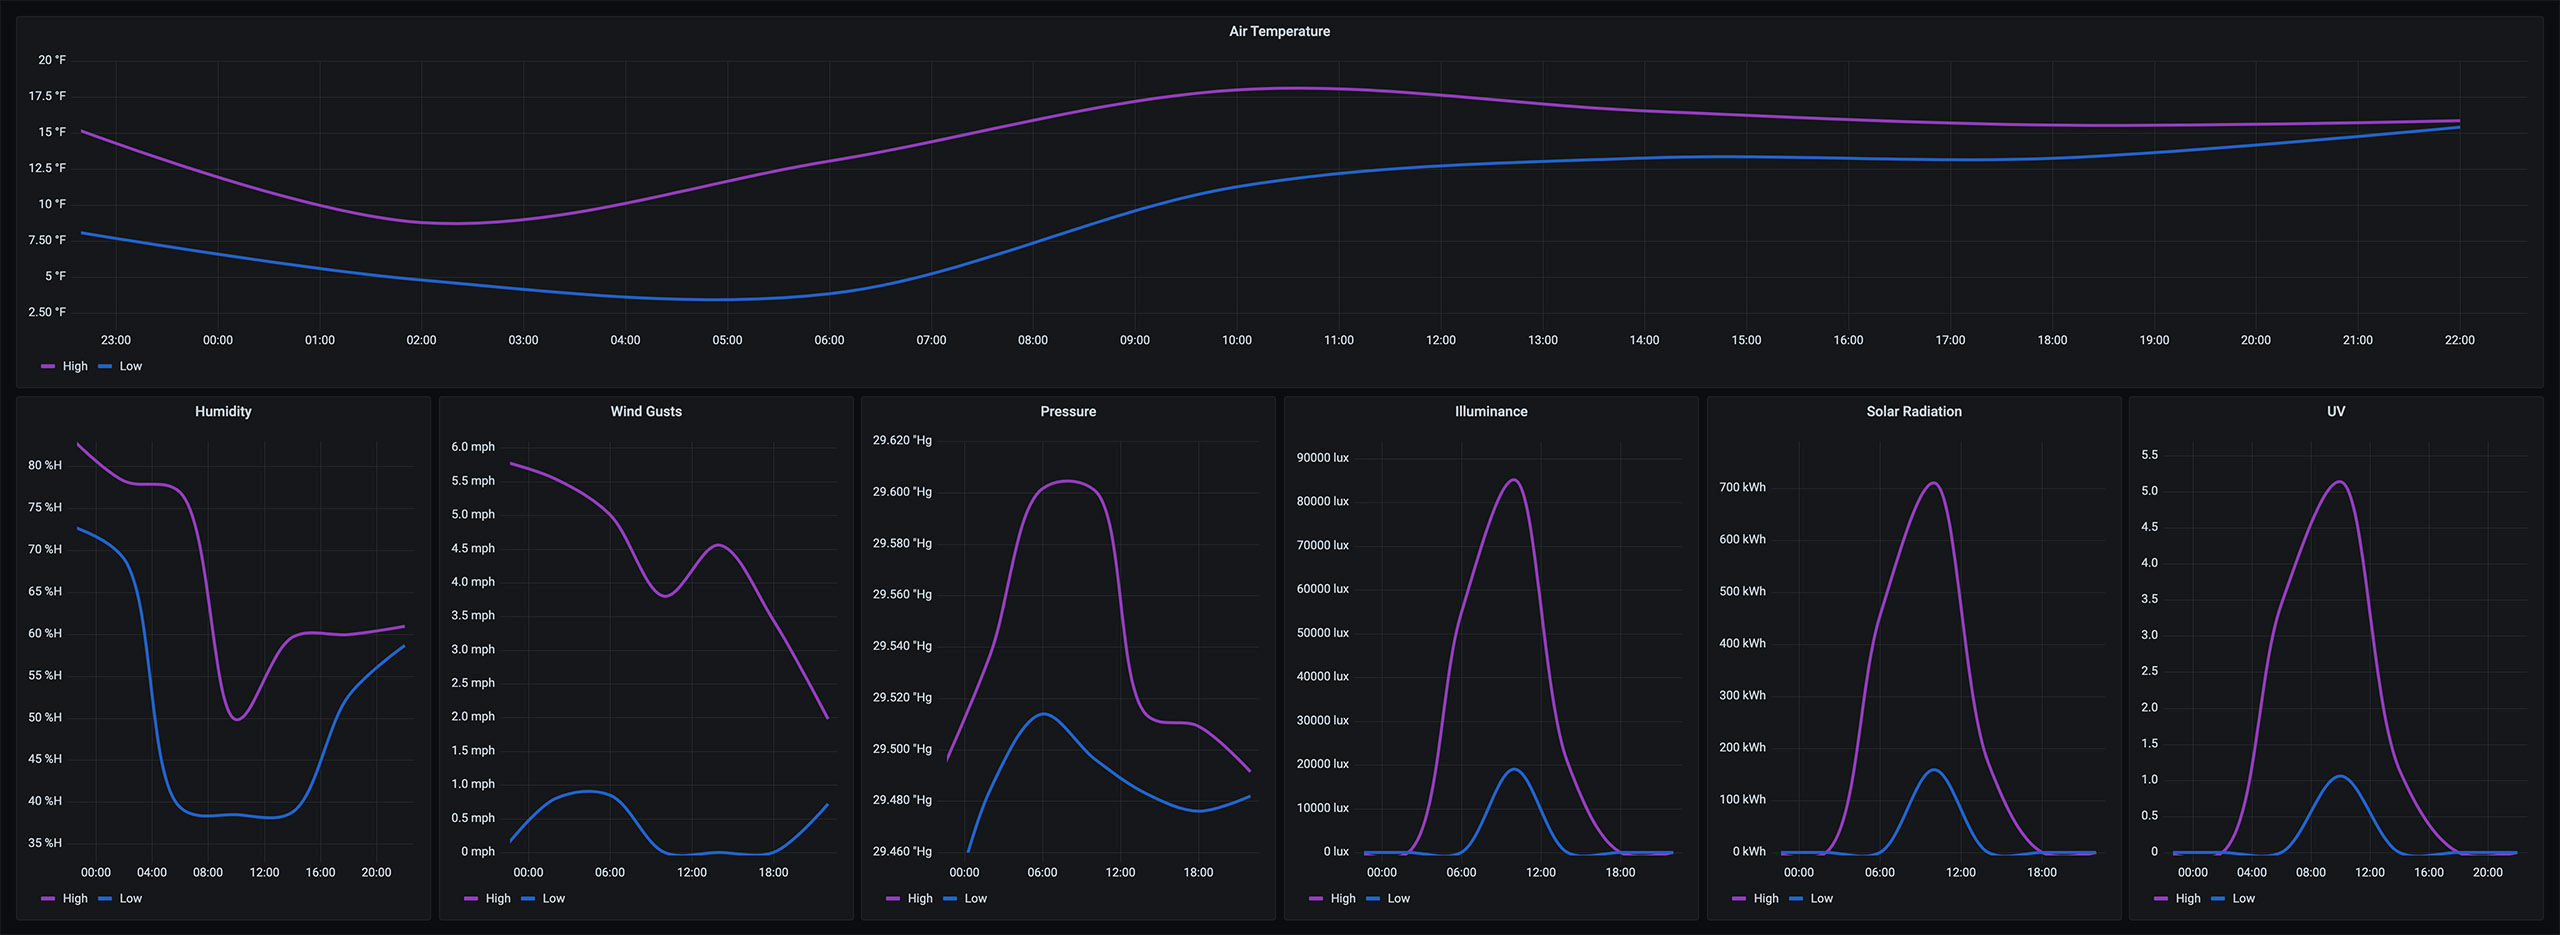 Air Temperature
20 °F
17.5 °F
15 °F
12.5 °F
10 °F
7.50 °F
5 °F
2.50 °F
23:00 00:00 01:00 02:00 03:00 04:00 05:00 06:00 07:00 08:00 09:00 10:00 11:00 12:00 13:00 14:00 15:00 16:00 17:00 18:00 19:00 20:00 21:00 22:00
High Low
Humidity
80 %H
75 %H
70 %H
65 %H
60 %H
55 %H
50 %H
45 %H
40 %H
35 %H
00:00 04:00 08:00 12:00 16:00 20:00
High Low
Wind Gusts
6.0 mph
5.5 mph
5.0 mph
4.5 mph
4.0 mph
3.5 mph
3.0 mph
2.5 mph
2.0 mph
1.5 mph
1.0 mph
0.5 mph
0 mph
00:00 06:00 12:00 18:00
High Low
Pressure
29.620 "Hg
29.600 "Hg
29.580 "Hg
29.560 "Hg
29.540 "Hg
29.520 "Hg
29.500 "Hg
29.480 "Hg
29.460 "Hg
00:00 06:00 12:00 18:00
High Low
Illuminance
90000 lux
80000 lux
70000 lux
60000 lux
50000 lux
40000 lux
30000 lux
20000 lux
10000 lux
0 lux
00:00 06:00 12:00 18:00
High Low
Solar Radiation
700 kWh
600 kWh
500 kWh
400 kWh
300 kWh
200 kWh
100 kWh
0 kWh
00:00 06:00 12:00 18:00
High Low
UV
5.5
5.0
4.5
4.0
3.5
3.0
2.5
2.0
1.5
1.0
0.5
0
00:00 04:00 08:00 12:00 16:00 20:00
High Low